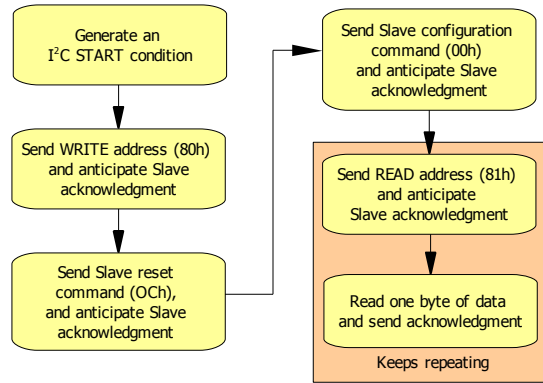 Generate an
I²C START condition
Send WRITE address (80h)
and anticipate Slave
acknowledgment
Send Slave reset
command (OCh),
and anticipate Slave
acknowledgment
Send Slave configuration
command (00h)
and anticipate Slave
acknowledgment
Send READ address (81h)
and anticipate
Slave acknowledgment
Read one byte of data
and send acknowledgment
Keeps repeating